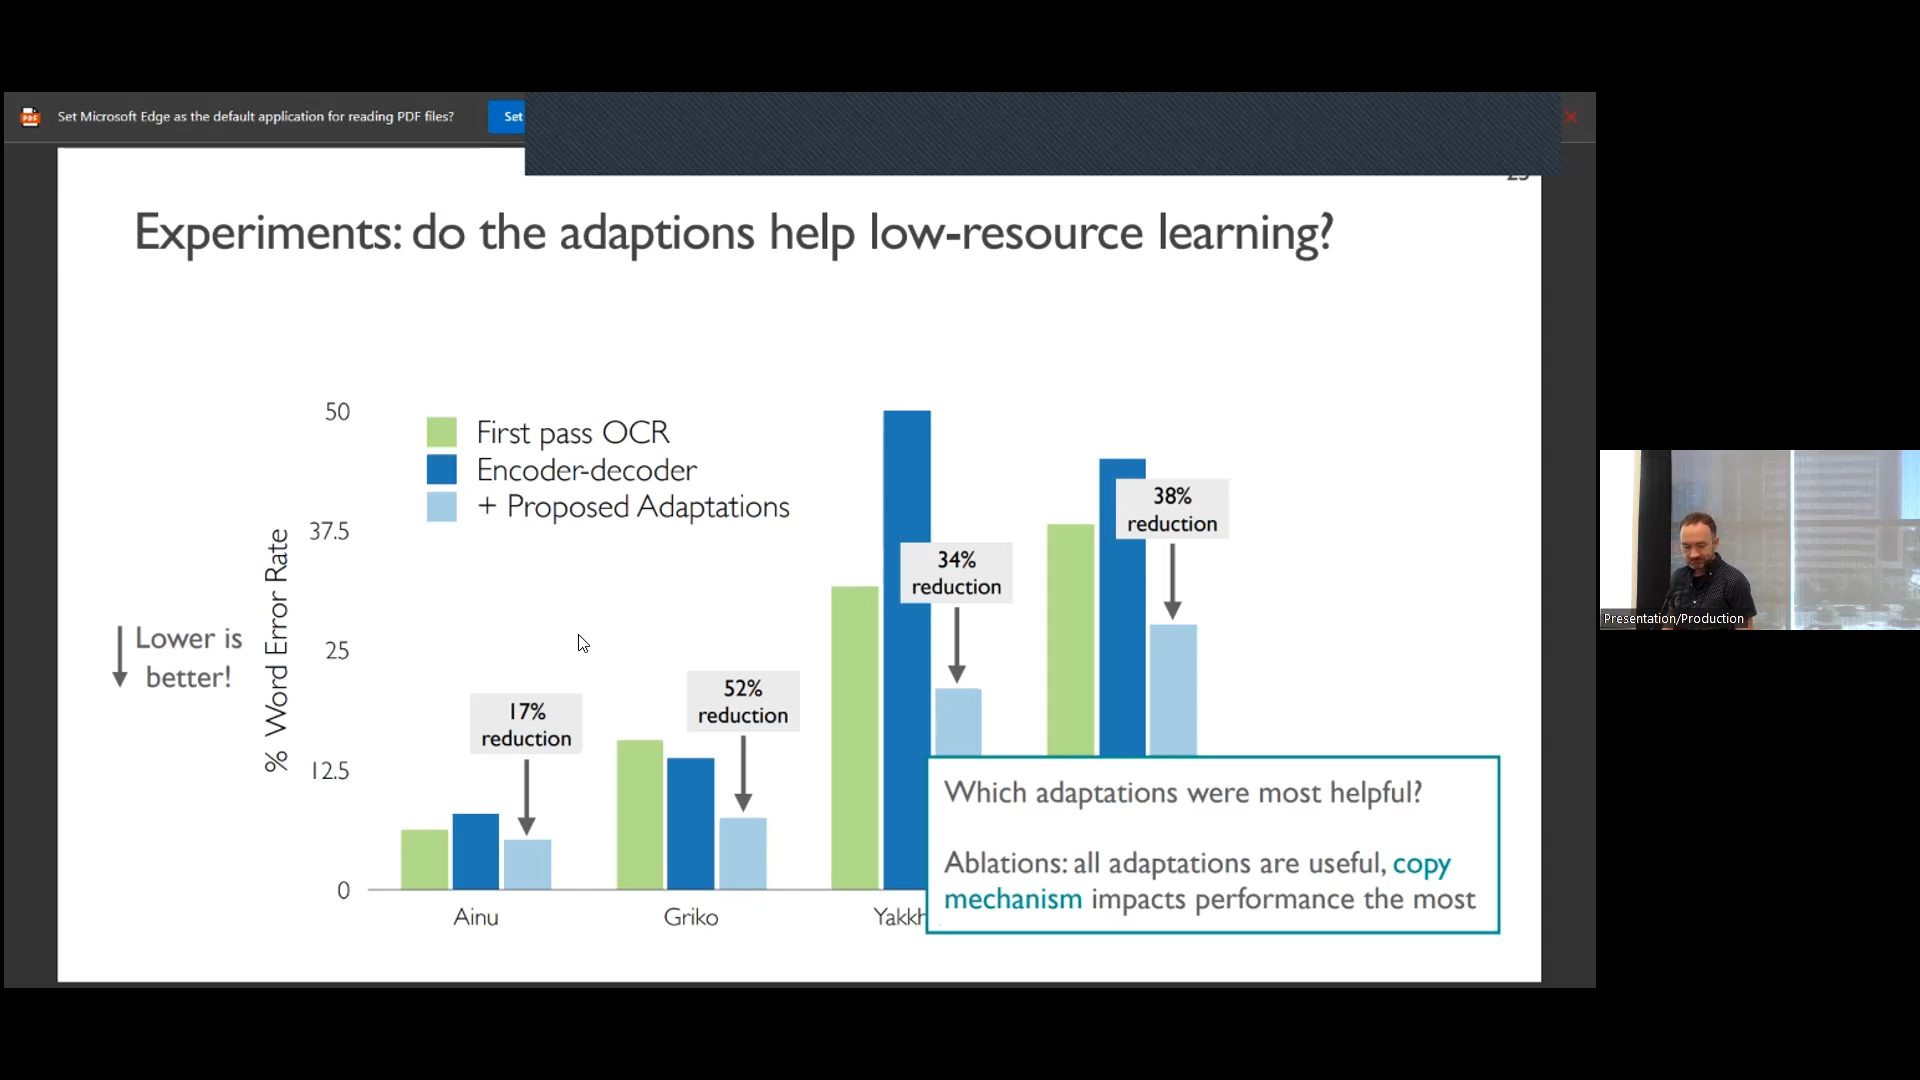 Set Microsoft Edge as the default application for reading PDF files?
Set
Experiments: do the adaptions help low-resource learning?
50
37.5
25
12.5
0
% Word Error Rate
Lower is
better!
First pass OCR
Encoder-decoder
+ Proposed Adaptations
17%
reduction
52%
reduction
34%
reduction
38%
reduction
Ainu
Griko
Yakkh
Which adaptations were most helpful?
Ablations: all adaptations are useful, copy
mechanism impacts performance the most
Presentation/Production